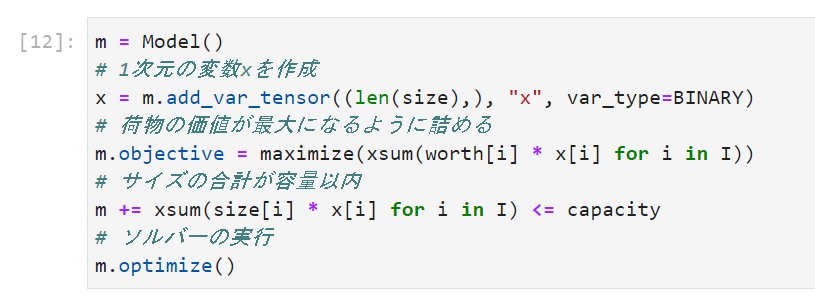 [12]: m = Model()
# 1次元の変数xを作成
x = m.add_var_tensor((len(size),), "x", var_type=BINARY)
# 荷物の価値が最大になるように詰める
m.objective = maximize(xsum(worth[i] * x[i] for i in I))
# サイズの合計が容量以内
m += xsum(size[i] * x[i] for i in I) <= capacity
# ソルバーの実行
m.optimize()